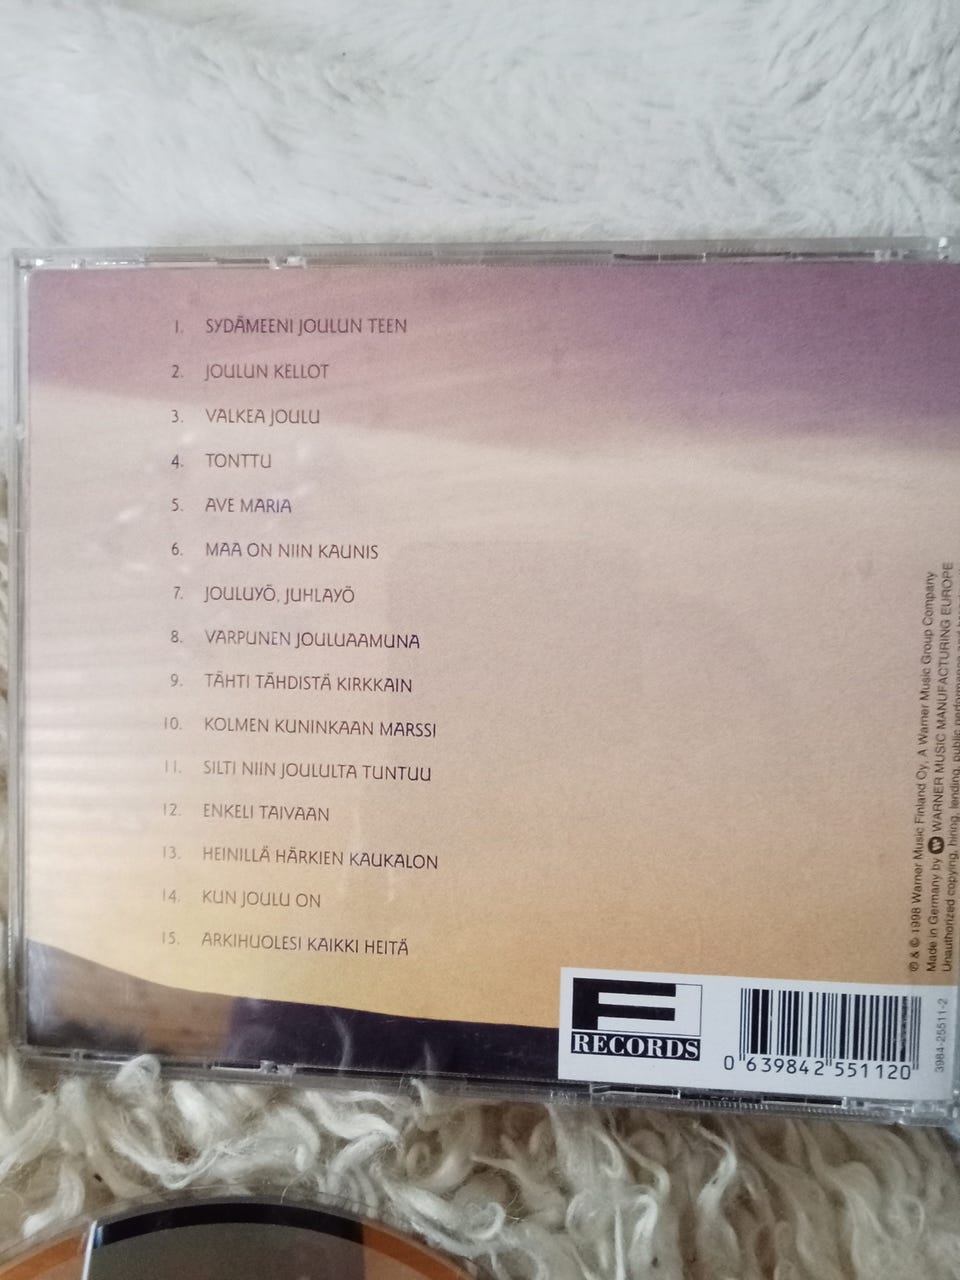 1. SYDÄMEENI JOULUN TEEN
2. JOULUN KELLOT
3. VALKEA JOULU
4. TONTTU
5. AVE MARIA
6. MAA ON NIIN KAUNIS
7. JOULUYÖ, JUHLAYÖ
8. VARPUNEN JOULUAAMUNA
9. TÄHTI TÄHDISTÄ KIRKKAIN
10. KOLMEN KUNINKAAN MARSSI
11. SILTI NIIN JOULULTA TUNTUU
12. ENKELI TAIVAAN
13. HEINILLÄ HÄRKIEN KAUKALON
14. KUN JOULU ON
15. ARKIHUOLESI KAIKKI HEITÄ
℗ & © 1998 Warner Music Finland Oy, A Warner Music Group Company
Made in Germany by WARNER MUSIC MANUFACTURING EUROPE
Unauthorized copying, hiring, lending, public performance and
F RECORDS
0 639842 551120
3984-25511-2